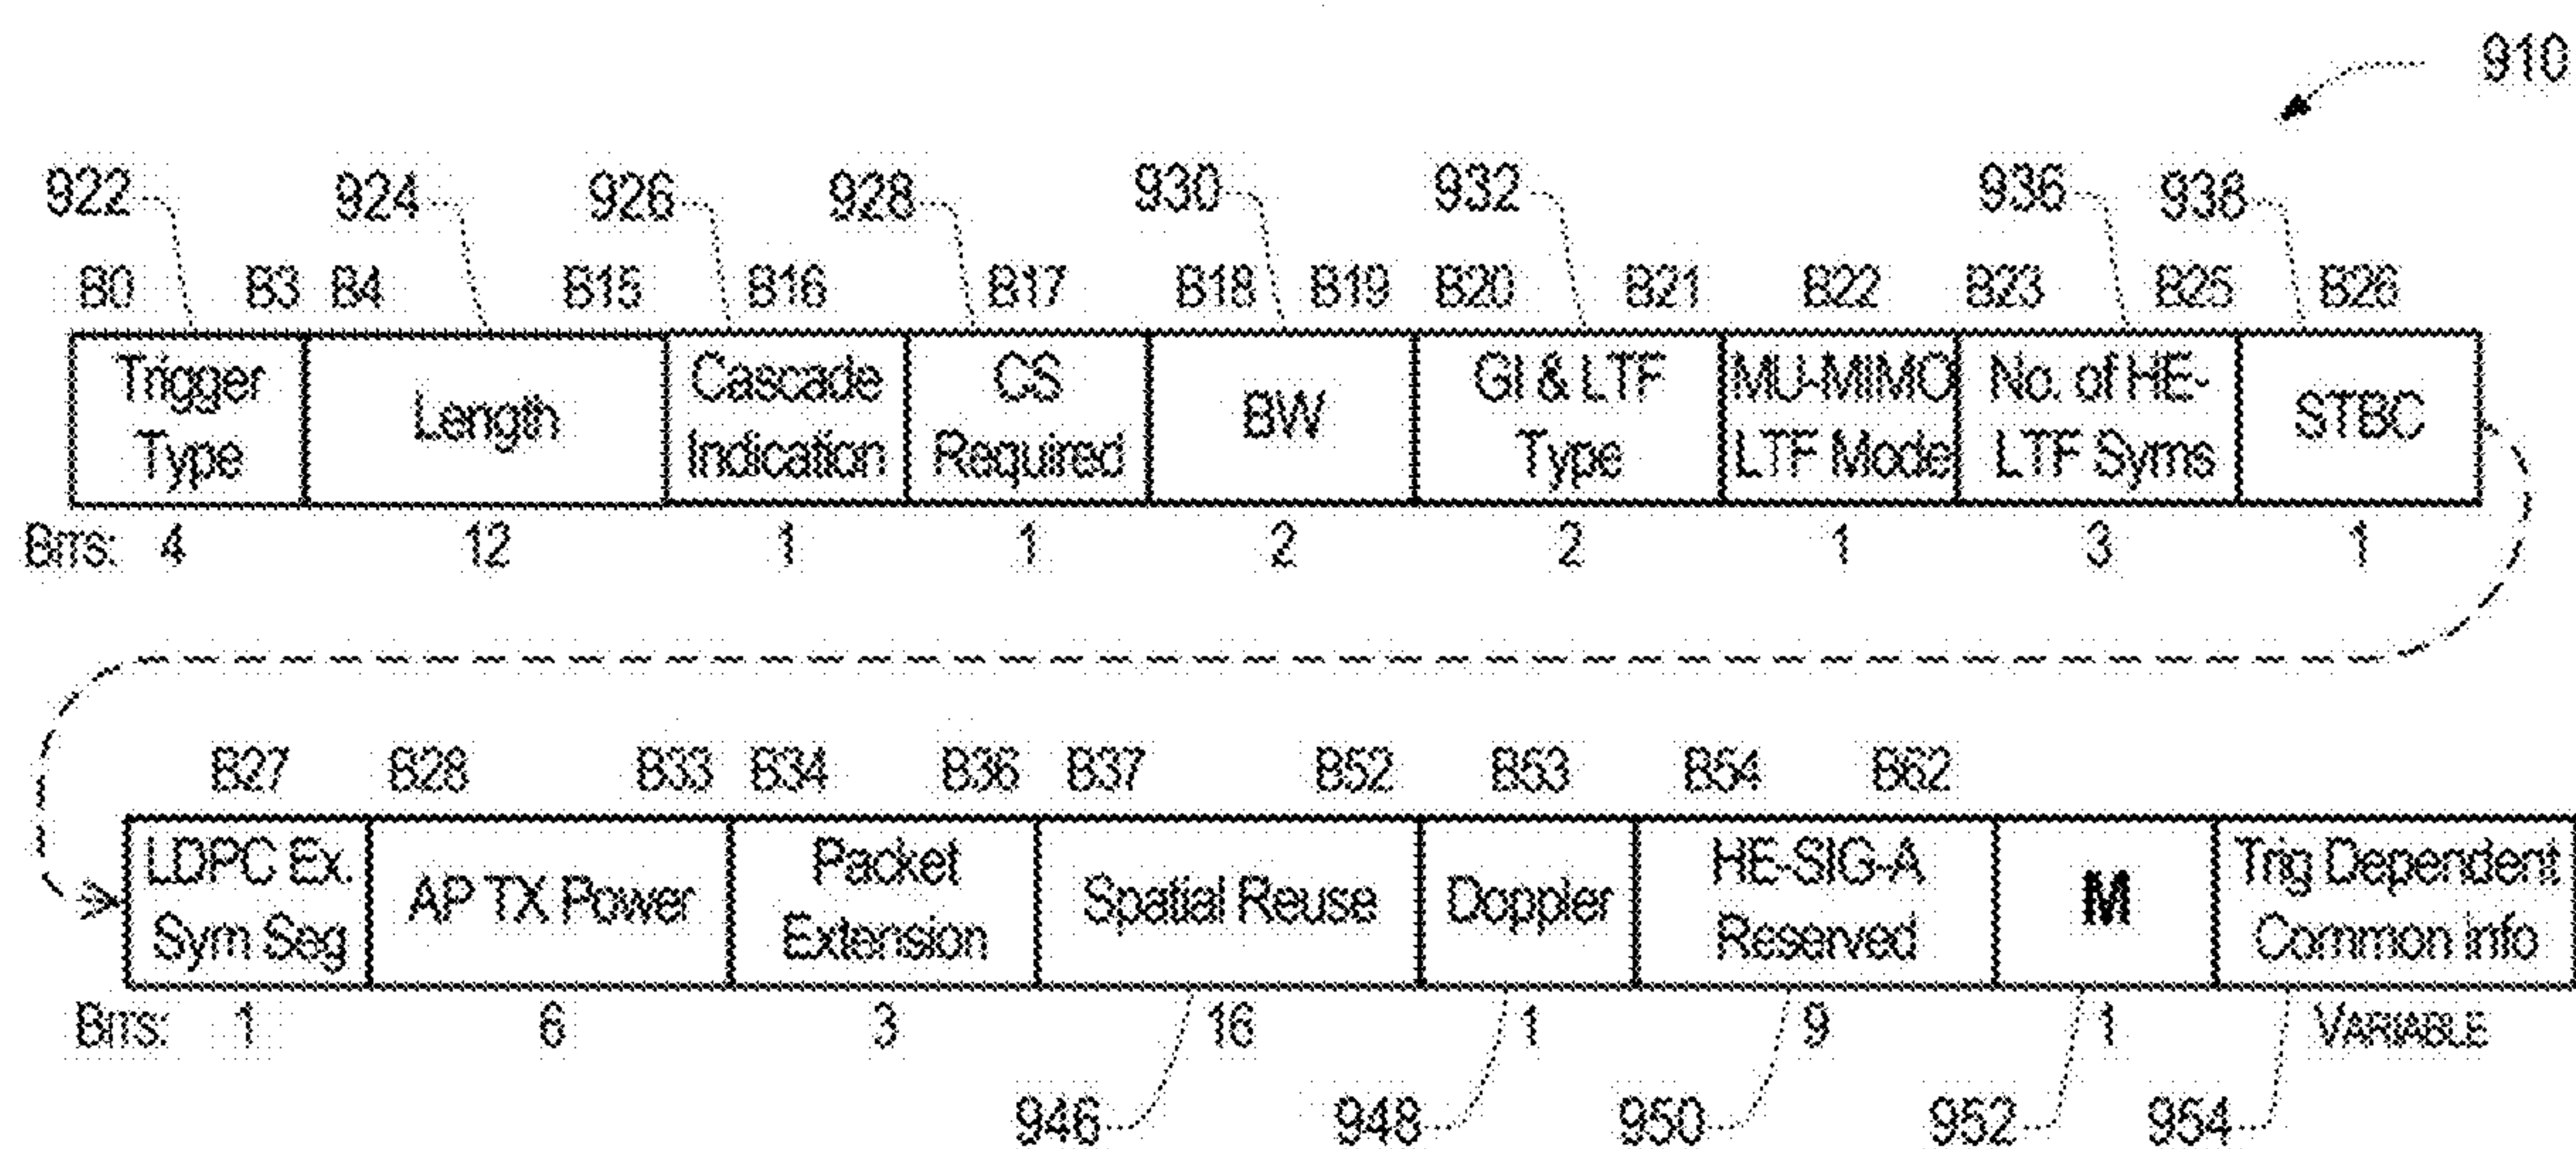 910
922 924 926 928 930 932 936 938
B0 B3 B4 B15 B16 B17 B18 B19 B20 B21 B22 B23 B25 B26
Trigger Type
Length
Cascade Indication
CS Required
BW
GI & LTF Type
MU-MIMO LTF Mode
No. of HE-LTF Syms
STBC
BITS: 4 12 1 1 2 2 1 3 1
B27 B28 B33 B34 B36 B37 B52 B53 B54 B62
LDPC Ex. Sym Seg
AP TX Power
Packet Extension
Spatial Reuse
Doppler
HE-SIG-A Reserved
M
Trig Dependent Common Info
BITS: 1 6 3 16 1 9 1 VARIABLE
946 948 950 952 954